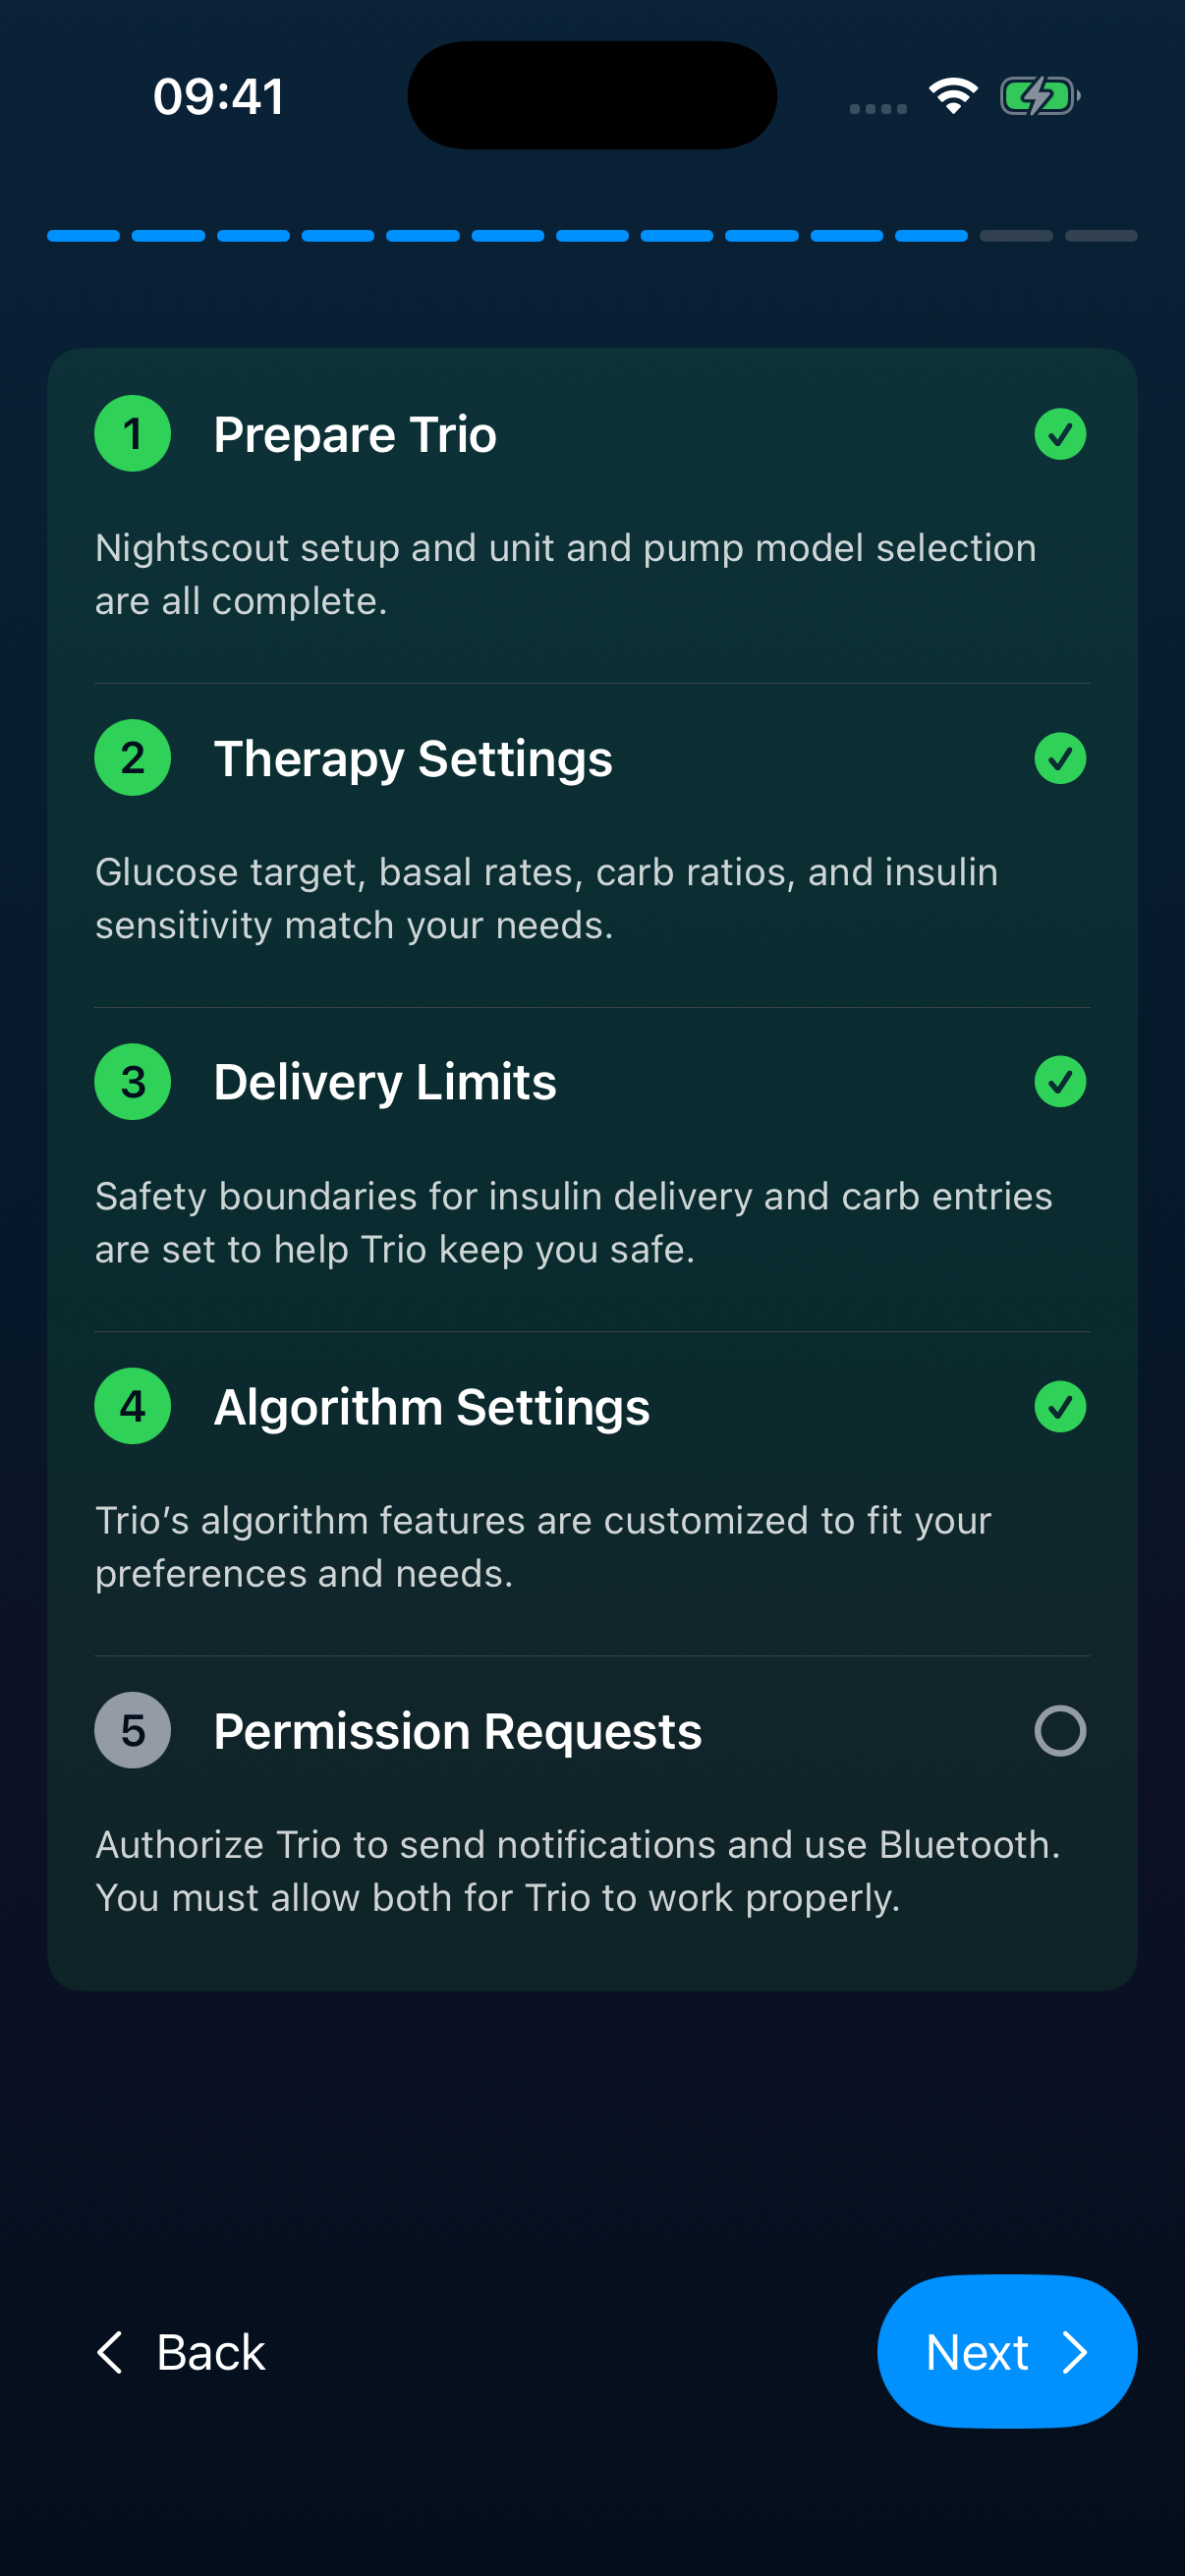 09:41
1 Prepare Trio
Nightscout setup and unit and pump model selection
are all complete.
2 Therapy Settings
Glucose target, basal rates, carb ratios, and insulin
sensitivity match your needs.
3 Delivery Limits
Safety boundaries for insulin delivery and carb entries
are set to help Trio keep you safe.
4 Algorithm Settings
Trio’s algorithm features are customized to fit your
preferences and needs.
5 Permission Requests
Authorize Trio to send notifications and use Bluetooth.
You must allow both for Trio to work properly.
Back Next